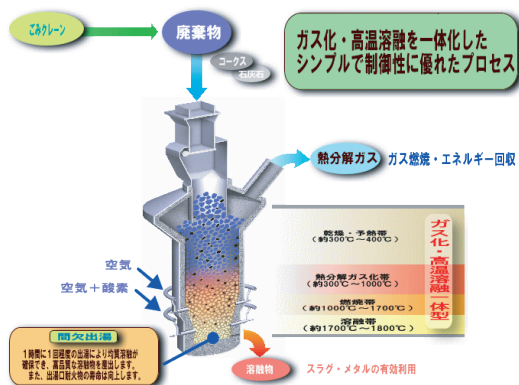 ごみクレーン
廃棄物
コークス
石灰石
ガス化・高温溶融を一体化した
シンプルで制御性に優れたプロセス
熱分解ガス
ガス燃焼・エネルギー回収
乾燥・予熱帯
(約300℃～400℃)
熱分解ガス化帯
(約300℃～1000℃)
燃焼帯
(約1000℃～1700℃)
溶融帯
(約1700℃～1800℃)
ガス化・高温溶融一体型
空気
空気＋酸素
間欠出湯
1時間に1回程度の出湯により均質溶融が
確保でき、高品質な溶融物を産出します。
また、出湯口耐火物の寿命は向上します。
溶融物
スラグ・メタルの有効利用